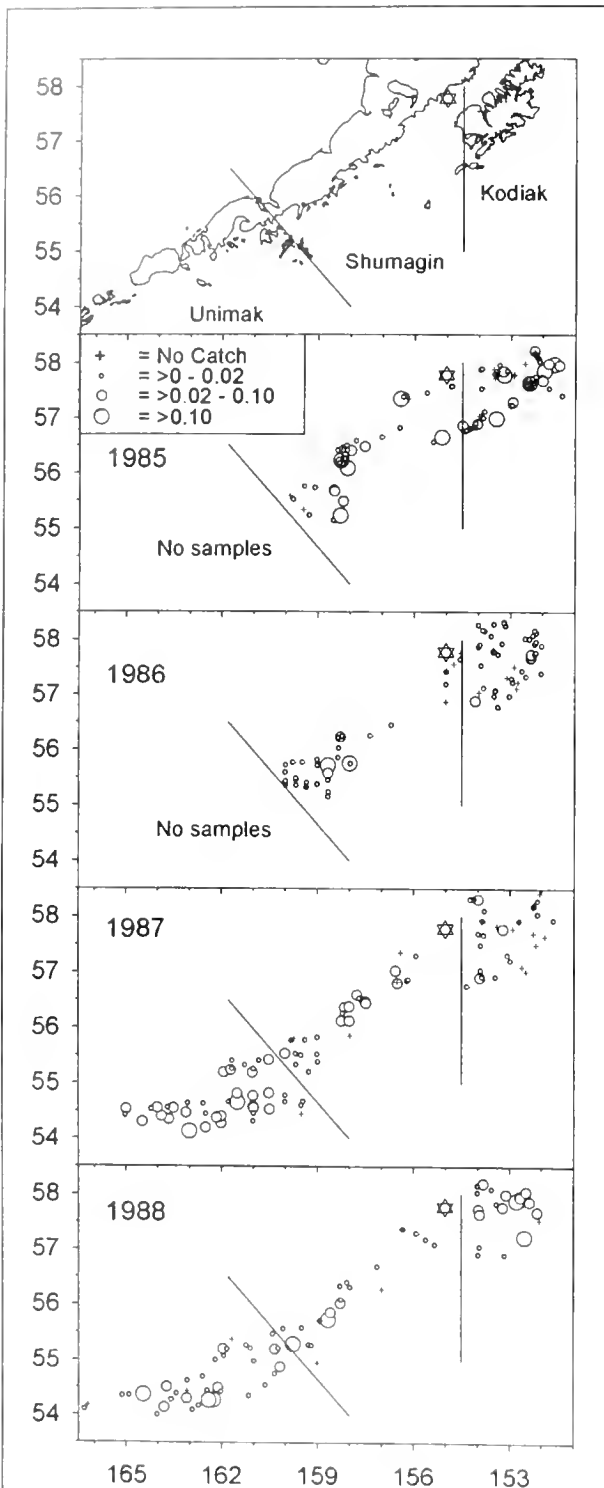 58
57
56
55
54
Kodiak
Shumagin
Unimak
58
57
56
55
54
+ = No Catch
o = >0 - 0.02
o = >0.02 - 0.10
O = >0.10
1985
No samples
58
57
56
55
54
1986
No samples
58
57
56
55
54
1987
58
57
56
55
54
1988
165 162 159 156 153